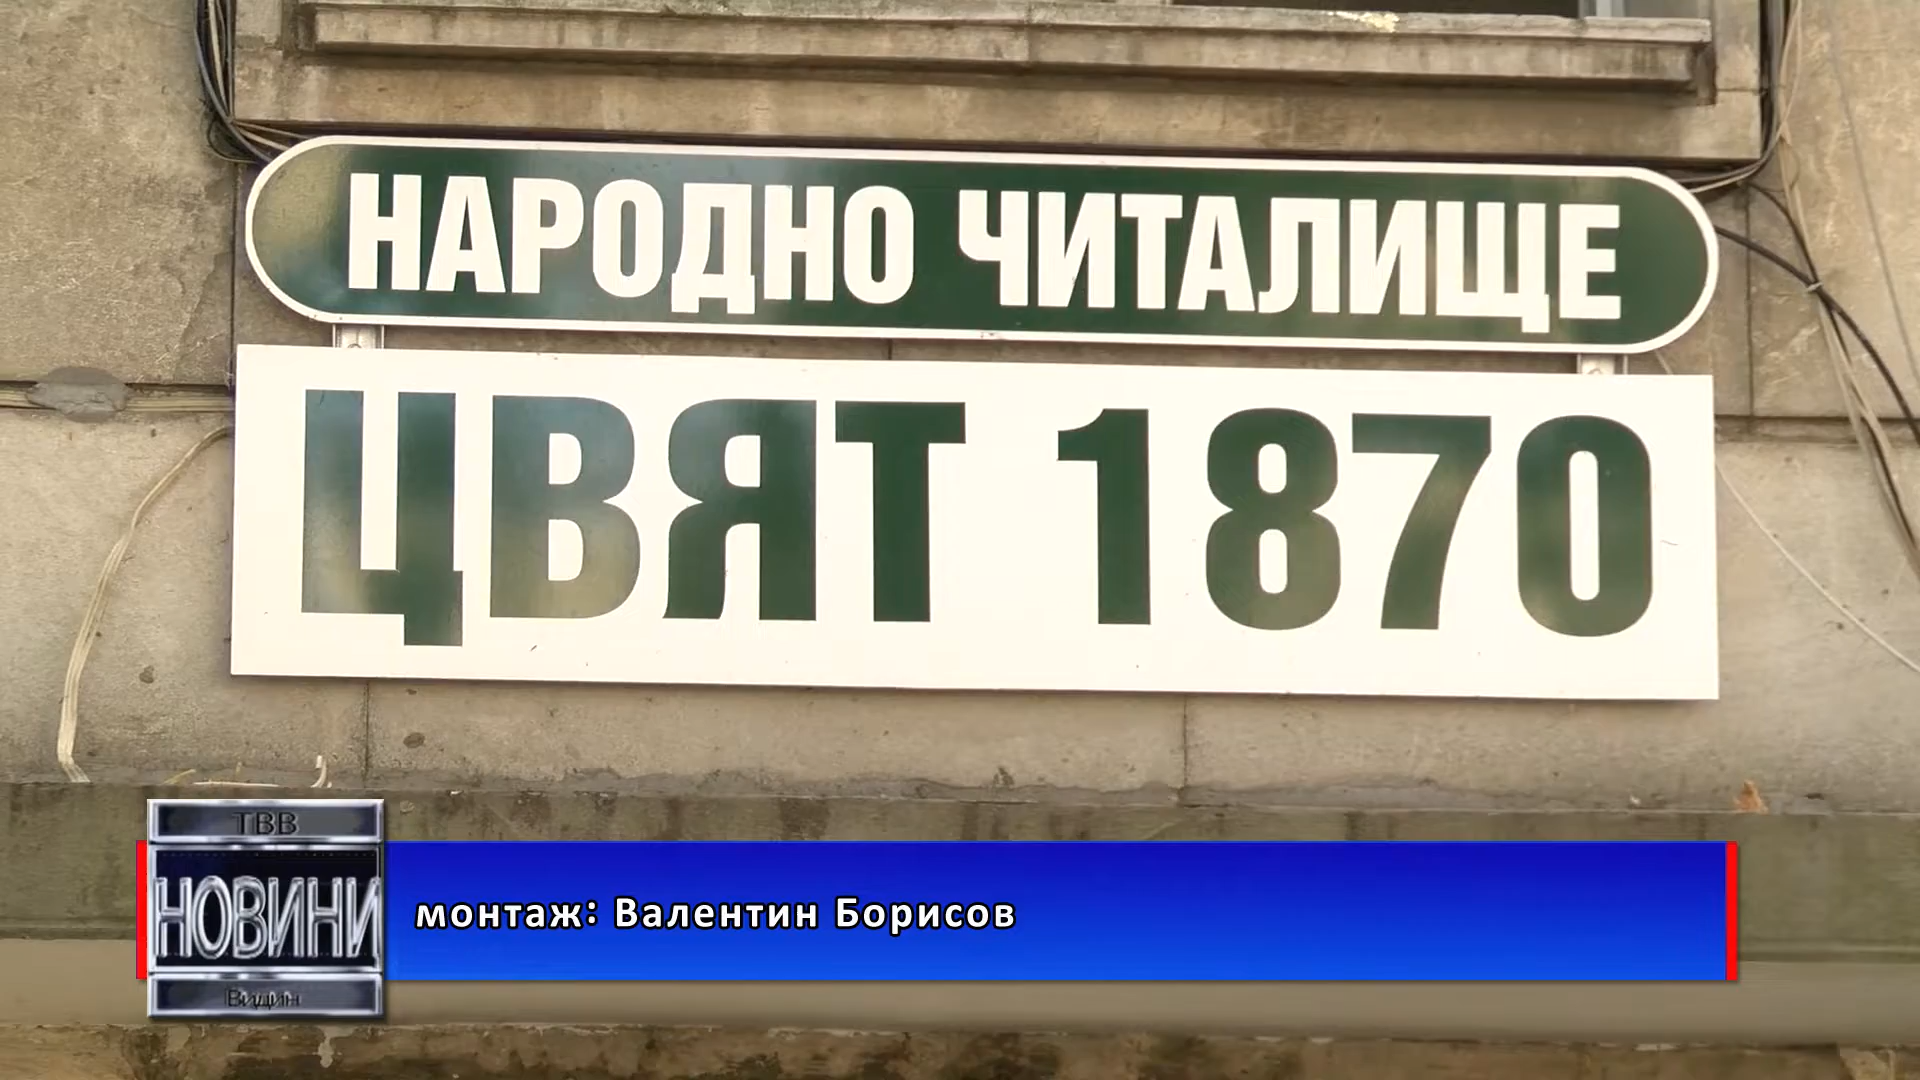 НАРОДНО ЧИТАЛИЩЕ
ЦВЯТ 1870
ТВВ
НОВИНИ
Видин
монтаж: Валентин Борисов